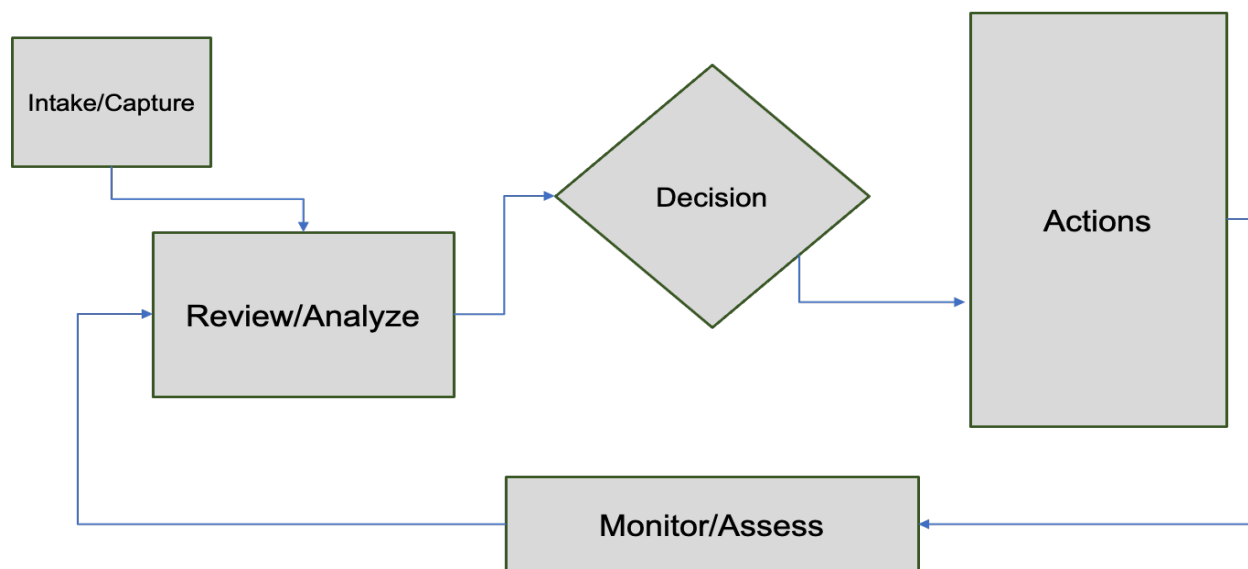 Intake/Capture
Decision
Actions
Review/Analyze
Monitor/Assess